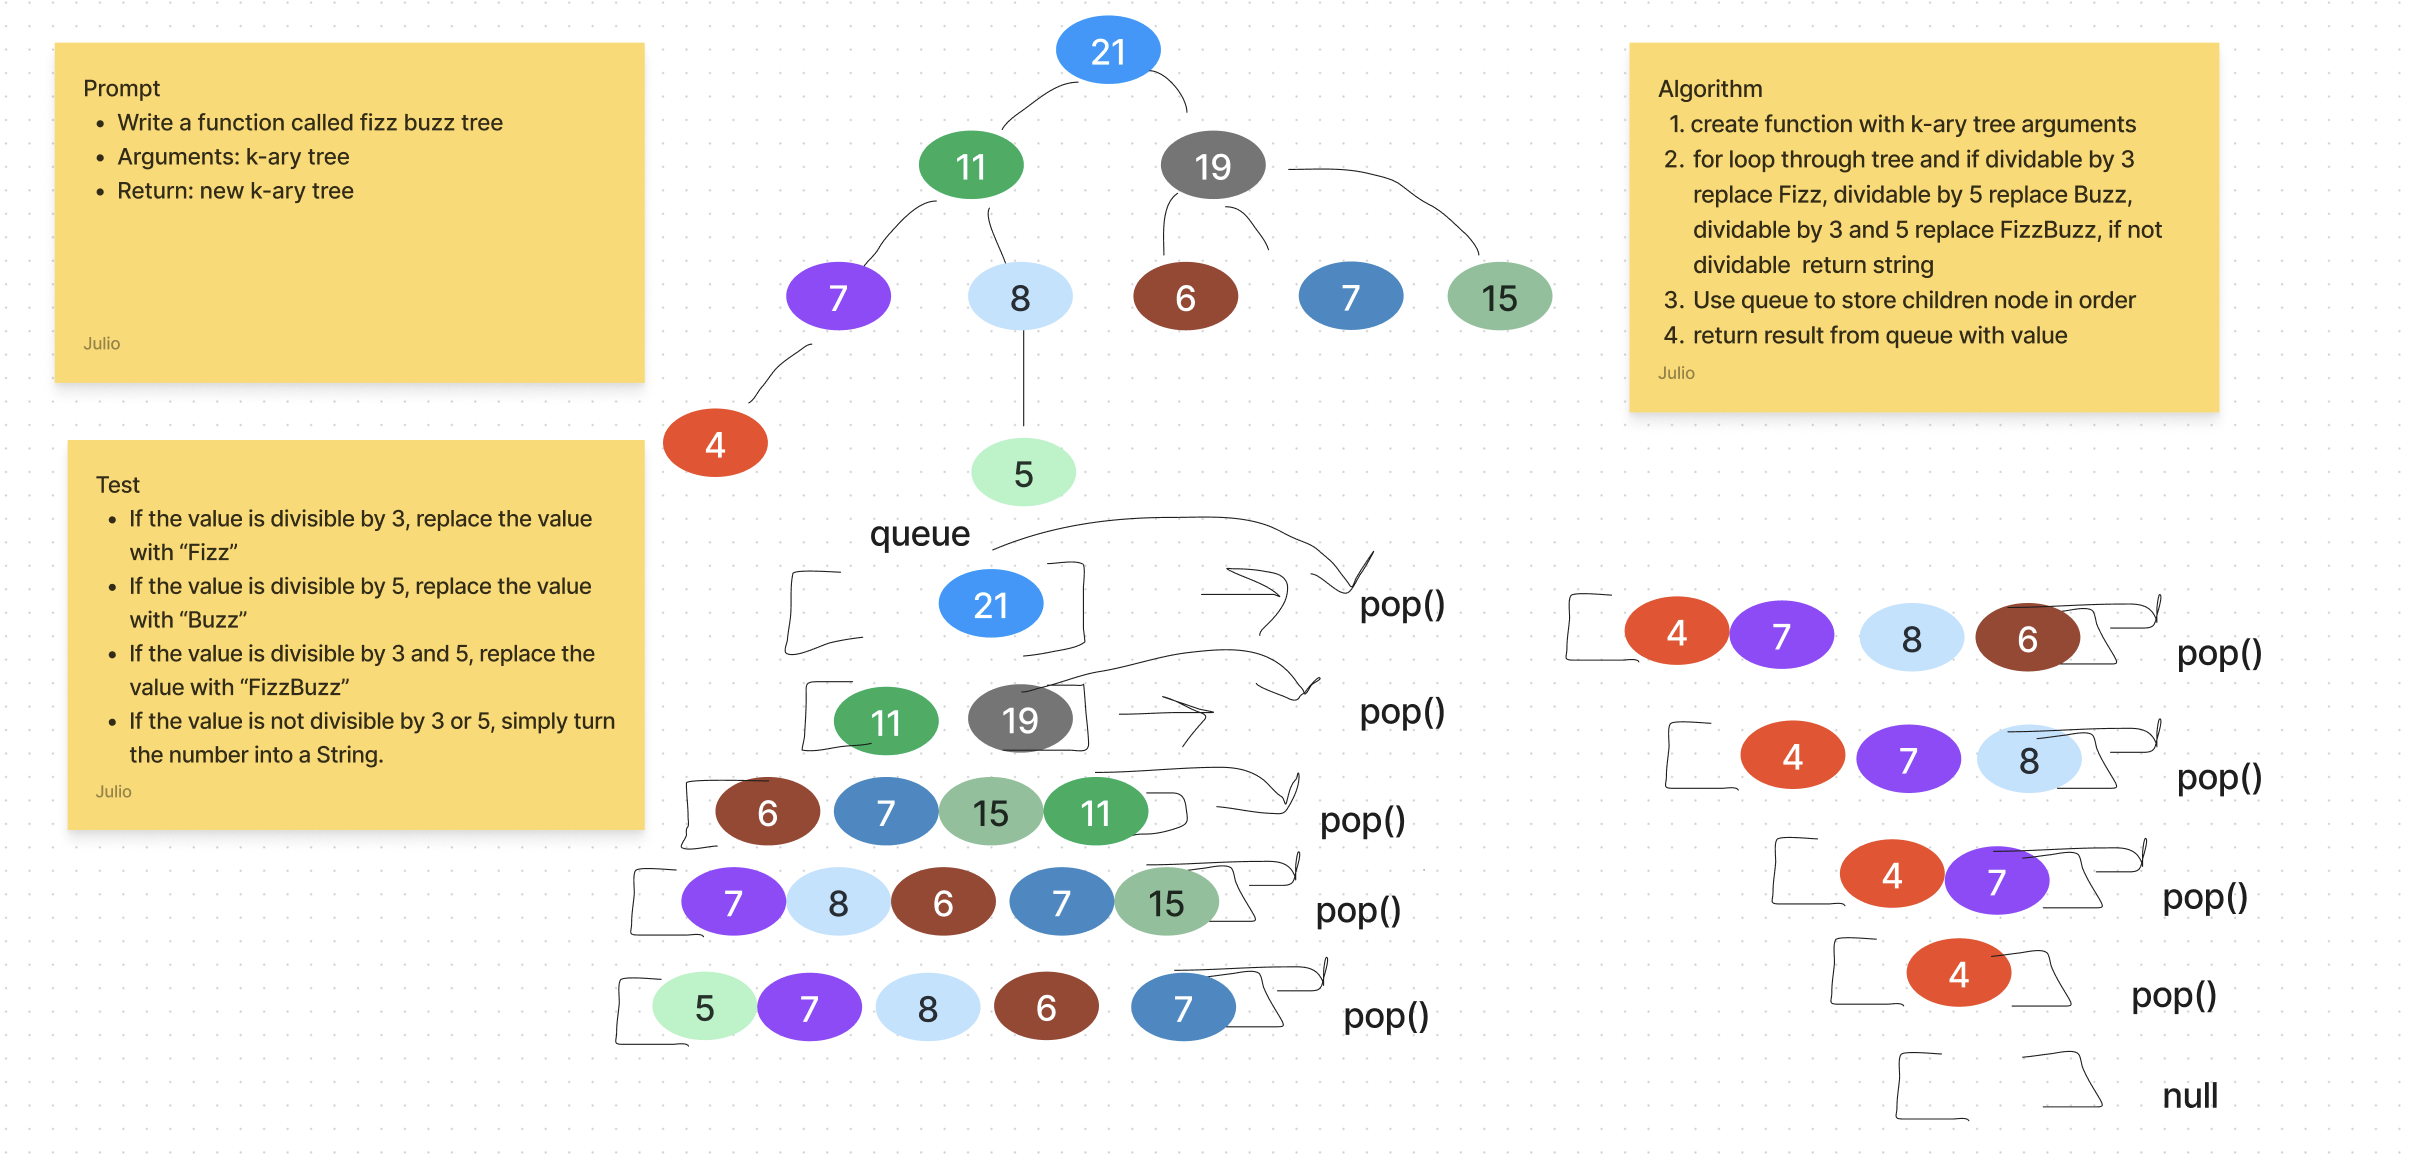 Prompt
• Write a function called fizz buzz tree
• Arguments: k-ary tree
• Return: new k-ary tree
Julio
Test
• If the value is divisible by 3, replace the value
with “Fizz”
• If the value is divisible by 5, replace the value
with “Buzz”
• If the value is divisible by 3 and 5, replace the
value with “FizzBuzz”
• If the value is not divisible by 3 or 5, simply turn
the number into a String.
Julio
21
11 19
7 8 6 7 15
4
5
Algorithm
1. create function with k-ary tree arguments
2. for loop through tree and if dividable by 3
replace Fizz, dividable by 5 replace Buzz,
dividable by 3 and 5 replace FizzBuzz, if not
dividable  return string
3. Use queue to store children node in order
4. return result from queue with value
Julio
queue
21 pop()
11 19 pop()
6 7 15 11 pop()
7 8 6 7 15 pop()
5 7 8 6 7 pop()
4 7 8 6 pop()
4 7 8 pop()
4 7 pop()
4 pop()
null